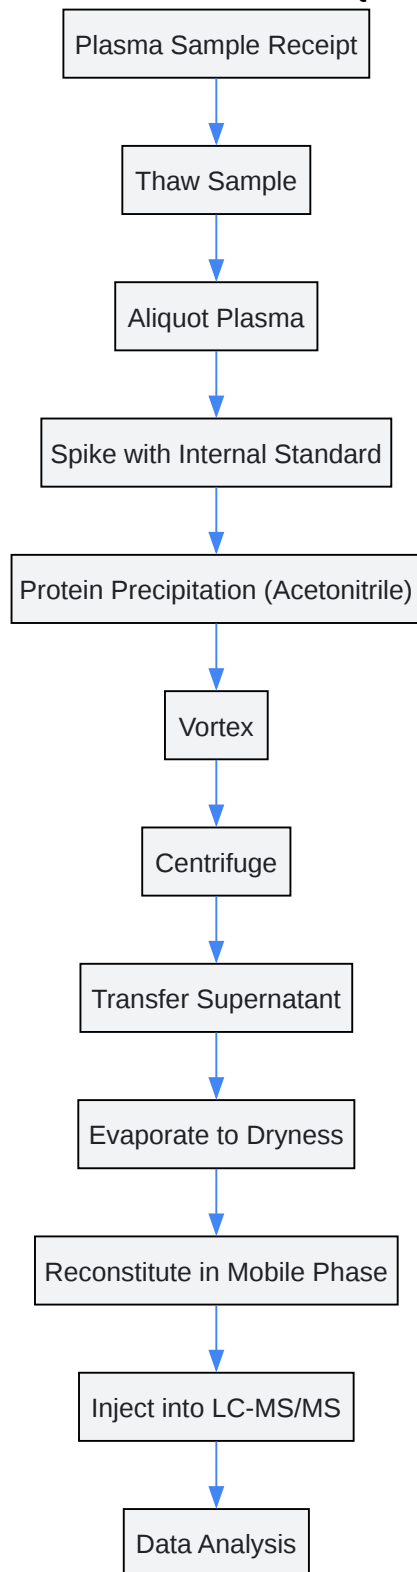 Plasma Sample Receipt
Thaw Sample
Aliquot Plasma
Spike with Internal Standard
Protein Precipitation (Acetonitrile)
Vortex
Centrifuge
Transfer Supernatant
Evaporate to Dryness
Reconstitute in Mobile Phase
Inject into LC-MS/MS
Data Analysis